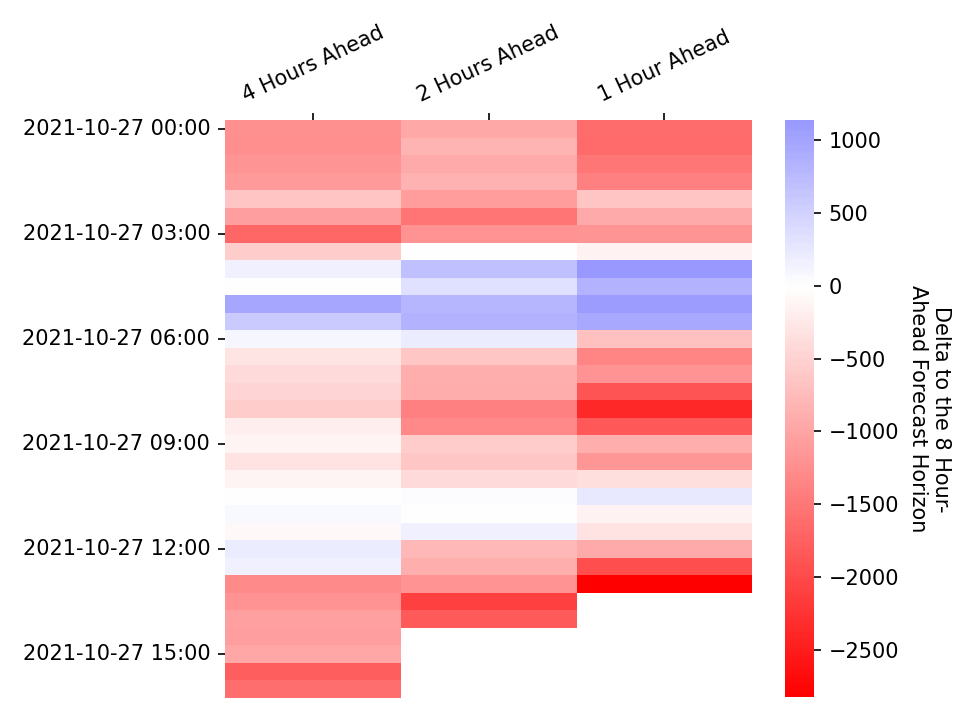 4 Hours Ahead
2 Hours Ahead
1 Hour Ahead
2021-10-27 00:00
2021-10-27 03:00
2021-10-27 06:00
2021-10-27 09:00
2021-10-27 12:00
2021-10-27 15:00
1000
500
0
−500
−1000
−1500
−2000
−2500
Delta to the 8 Hour-
Ahead Forecast Horizon